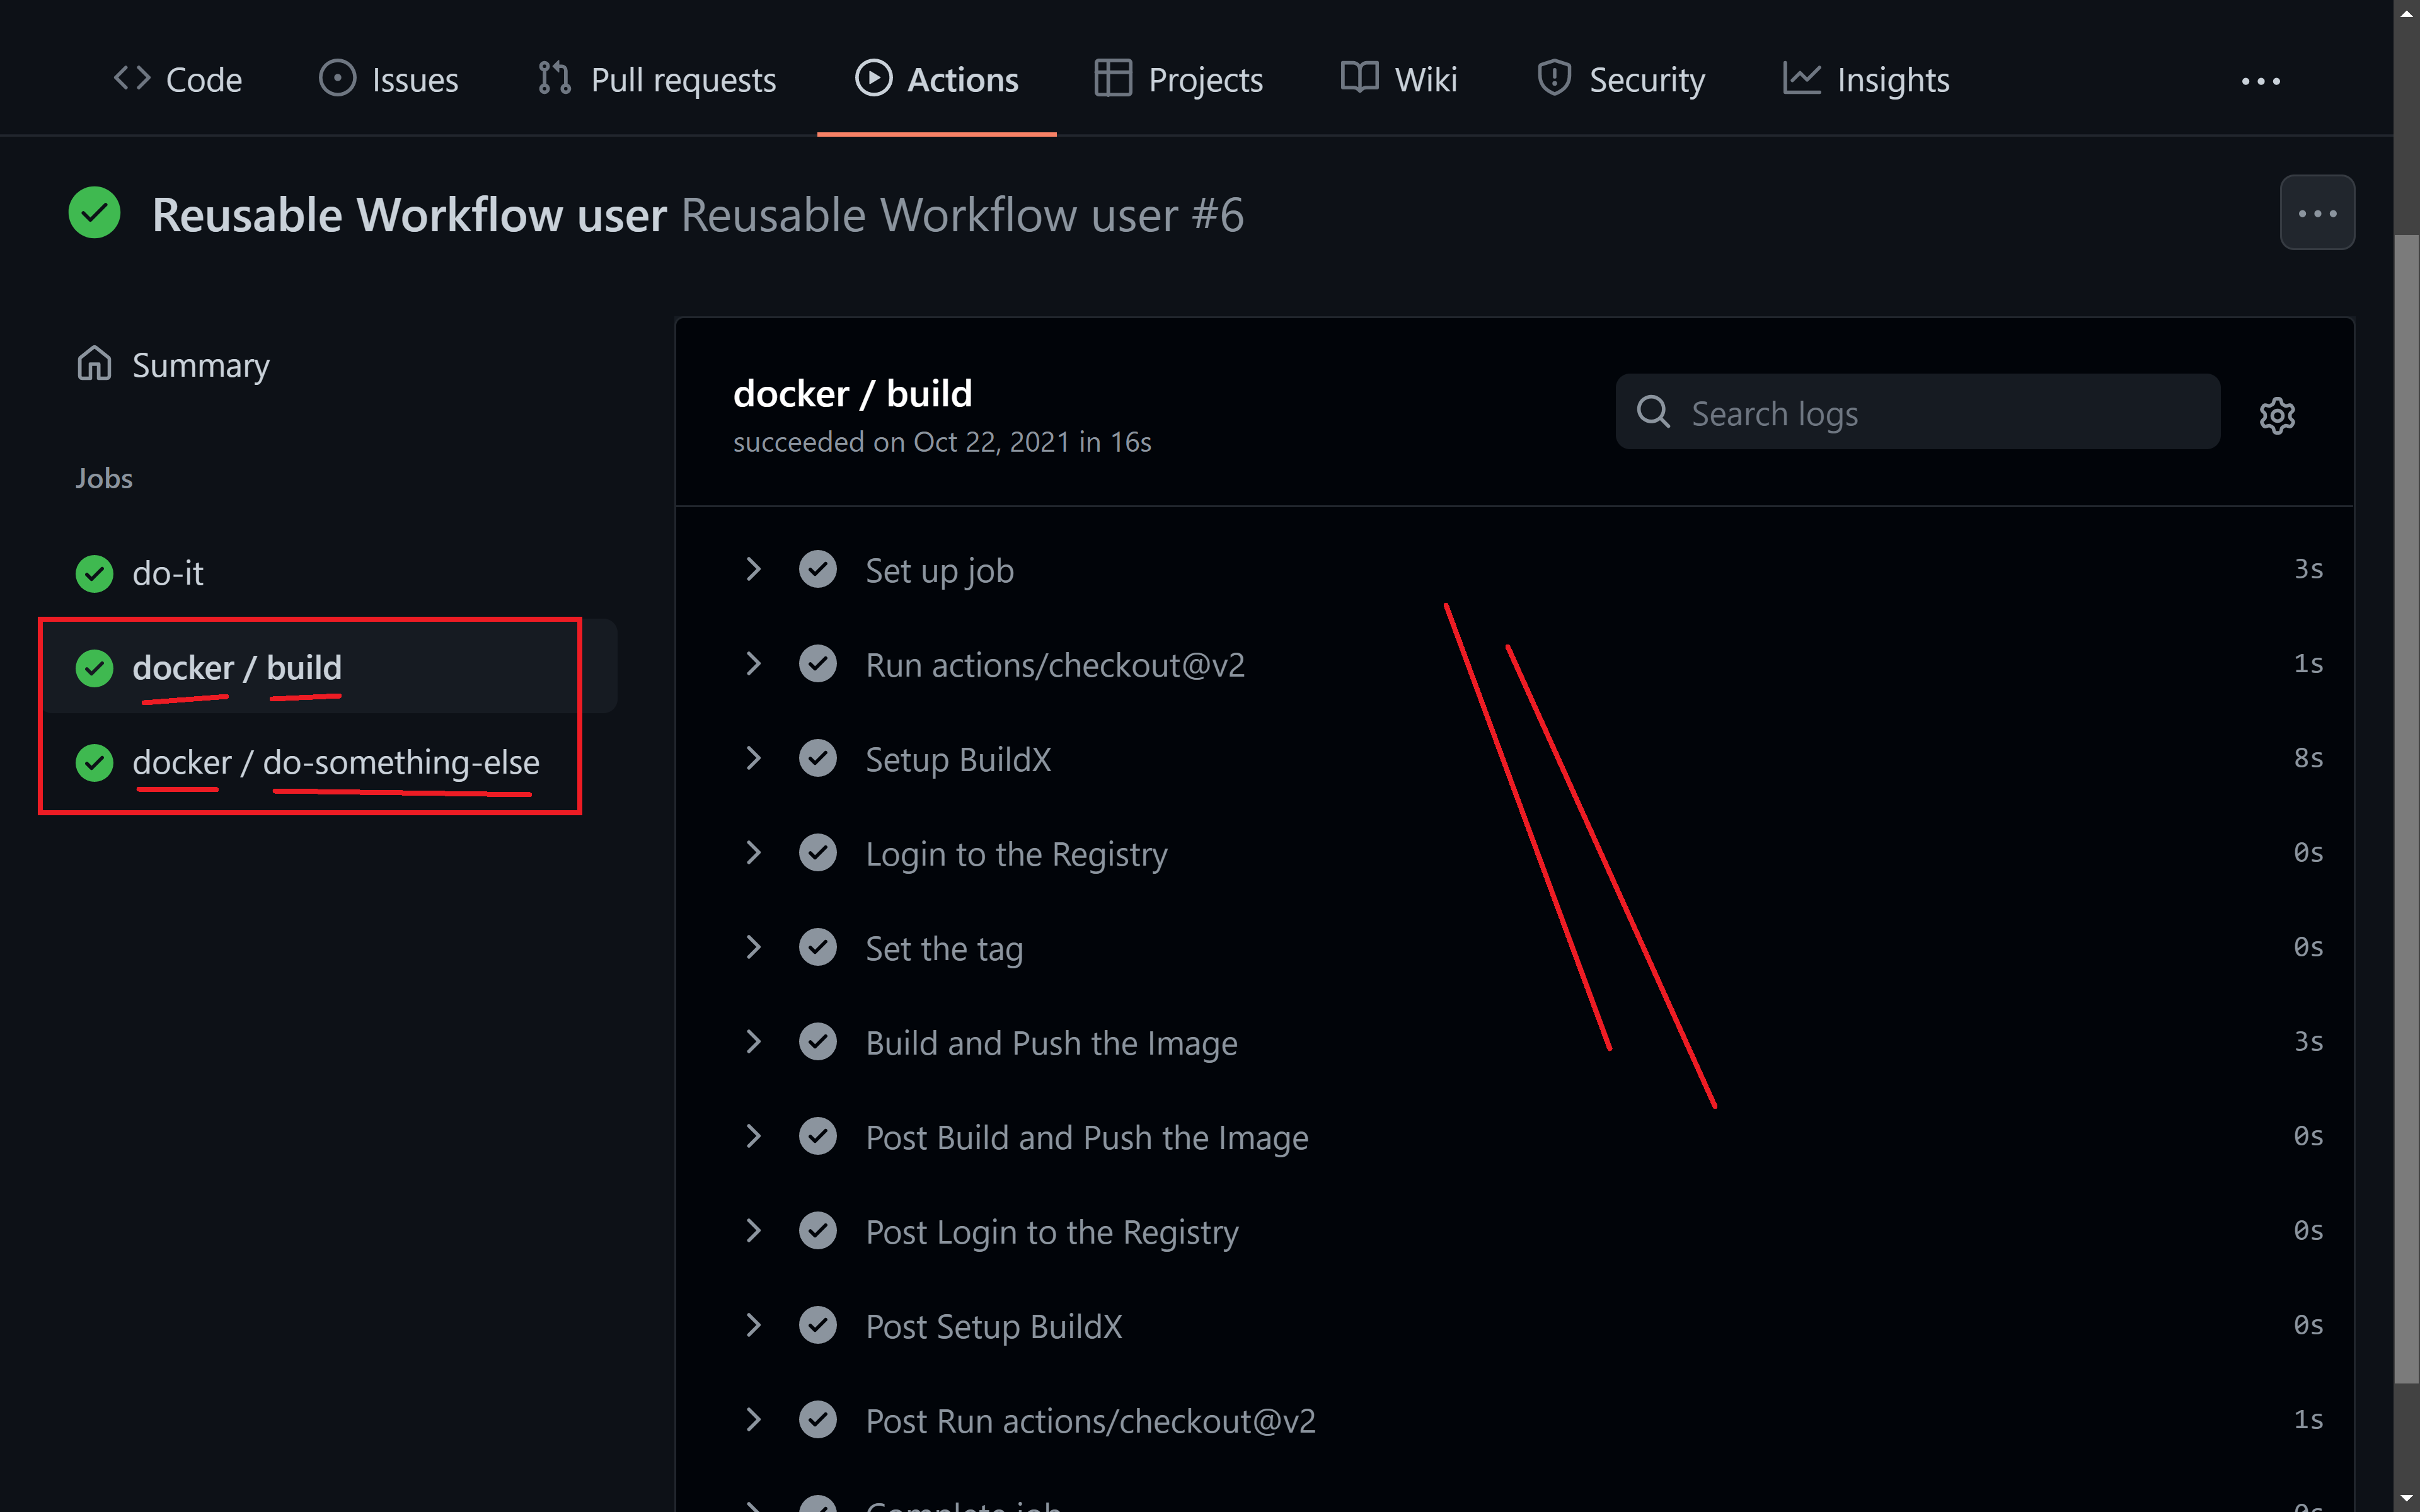 Code Issues Pull requests Actions Projects Wiki Security Insights
Reusable Workflow user Reusable Workflow user #6
Summary
Jobs
do-it
docker / build
docker / do-something-else
docker / build
succeeded on Oct 22, 2021 in 16s
Search logs
Set up job 3s
Run actions/checkout@v2 1s
Setup BuildX 8s
Login to the Registry 0s
Set the tag 0s
Build and Push the Image 3s
Post Build and Push the Image 0s
Post Login to the Registry 0s
Post Setup BuildX 0s
Post Run actions/checkout@v2 1s
Complete job 0s